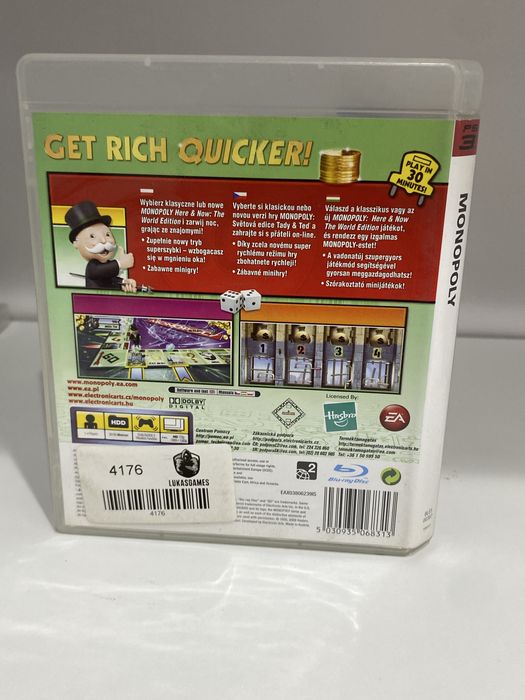 GET RICH QUICKER!
PLAY IN
30
MINUTES!
Wybierz klasyczne lub nowe
MONOPOLY Here & Now: The
World Edition i zarwij noc,
grając ze znajomymi!
• Zupełnie nowy tryb
superszybki – wzbogacasz
się w mgnieniu oka!
• Zabawne minigry!
Vyberte si klasickou nebo
novou verzi hry MONOPOLY:
Světová edice Tady & Teď a
zahrajte si s přáteli on-line.
• Díky zcela novému super
rychlému režimu hry
zbohatnete rychleji!
• Zábavné minihry!
Válaszd a klasszikus vagy az
új MONOPOLY: Here & Now
The World Edition játékot,
és rendezz egy izgalmas
MONOPOLY-estet!
• A vadonatúj szupergyors
játékmód segítségével
gyorsan meggazdagodhatsz!
• Szórakoztató minijátékok!
1 2 3 4
www.monopoly.ea.com
www.ea.pl
www.electronicarts.cz/monopoly
www.electronicarts.hu
DOLBY
DIGITAL
Licensed By:
Hasbro
EA
HDD
Centrum Pomocy
Zákaznická podpora
Terméktámogatás
4176
LUKASGAMES
4176
2
Blu-ray Disc
EAX03806239IS
5 030935 068313
PS3
MONOPOLY